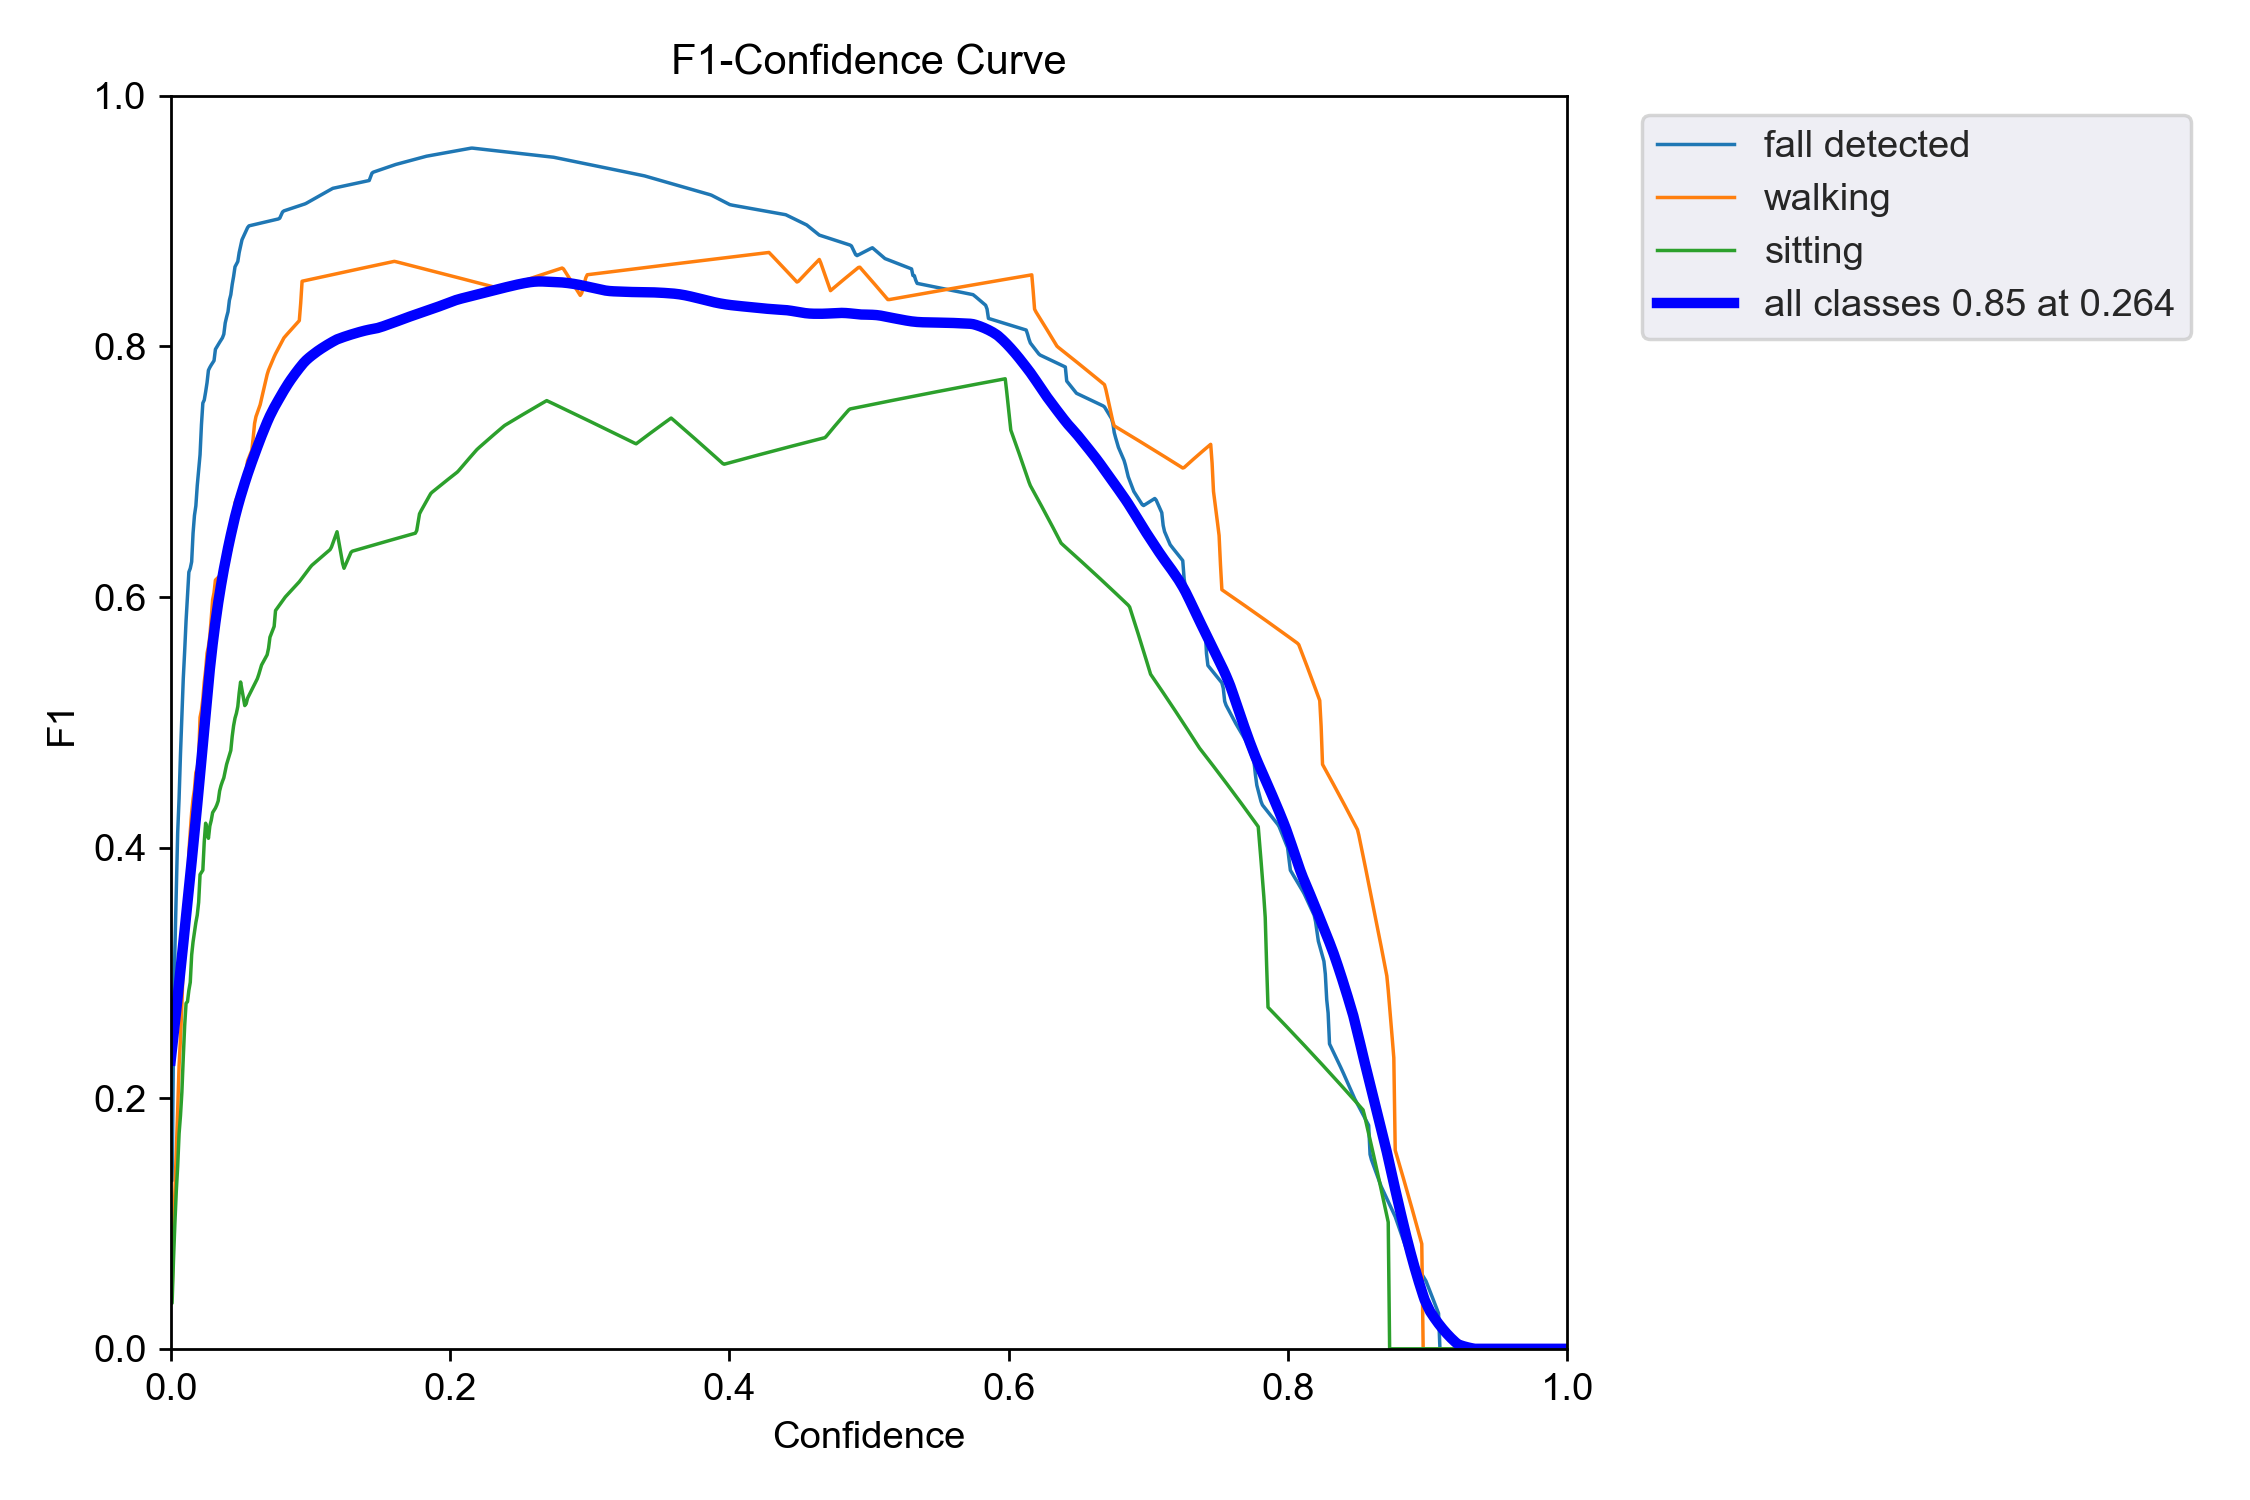 F1-Confidence Curve
1.0
0.8
0.6
0.4
0.2
0.0
F1
0.0 0.2 0.4 0.6 0.8 1.0
Confidence
fall detected
walking
sitting
all classes 0.85 at 0.264